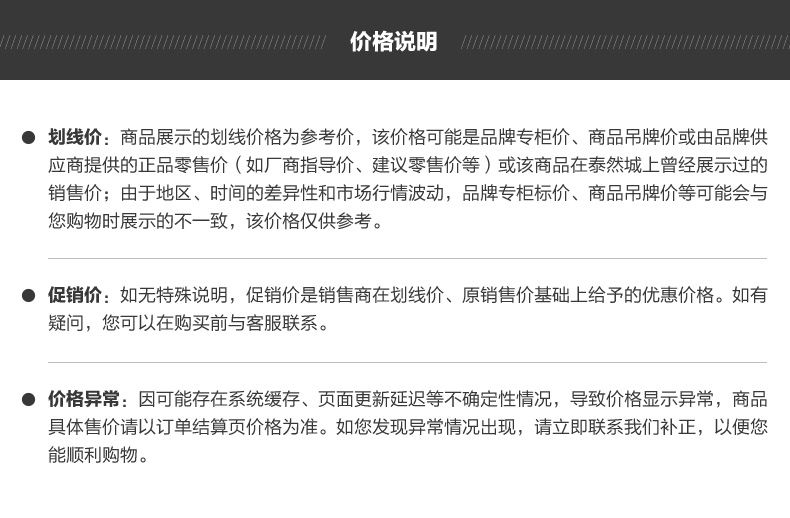 价格说明
划线价：商品展示的划线价格为参考价，该价格可能是品牌专柜价、商品吊牌价或由品牌供
应商提供的正品零售价（如厂商指导价、建议零售价等）或该商品在泰然城上曾经展示过的
销售价；由于地区、时间的差异性和市场行情波动，品牌专柜标价、商品吊牌价等可能会与
您购物时展示的不一致，该价格仅供参考。
促销价：如无特殊说明，促销价是销售商在划线价、原销售价基础上给予的优惠价格。如有
疑问，您可以在购买前与客服联系。
价格异常：因可能存在系统缓存、页面更新延迟等不确定性情况，导致价格显示异常，商品
具体售价请以订单结算页价格为准。如您发现异常情况出现，请立即联系我们补正，以便您
能顺利购物。